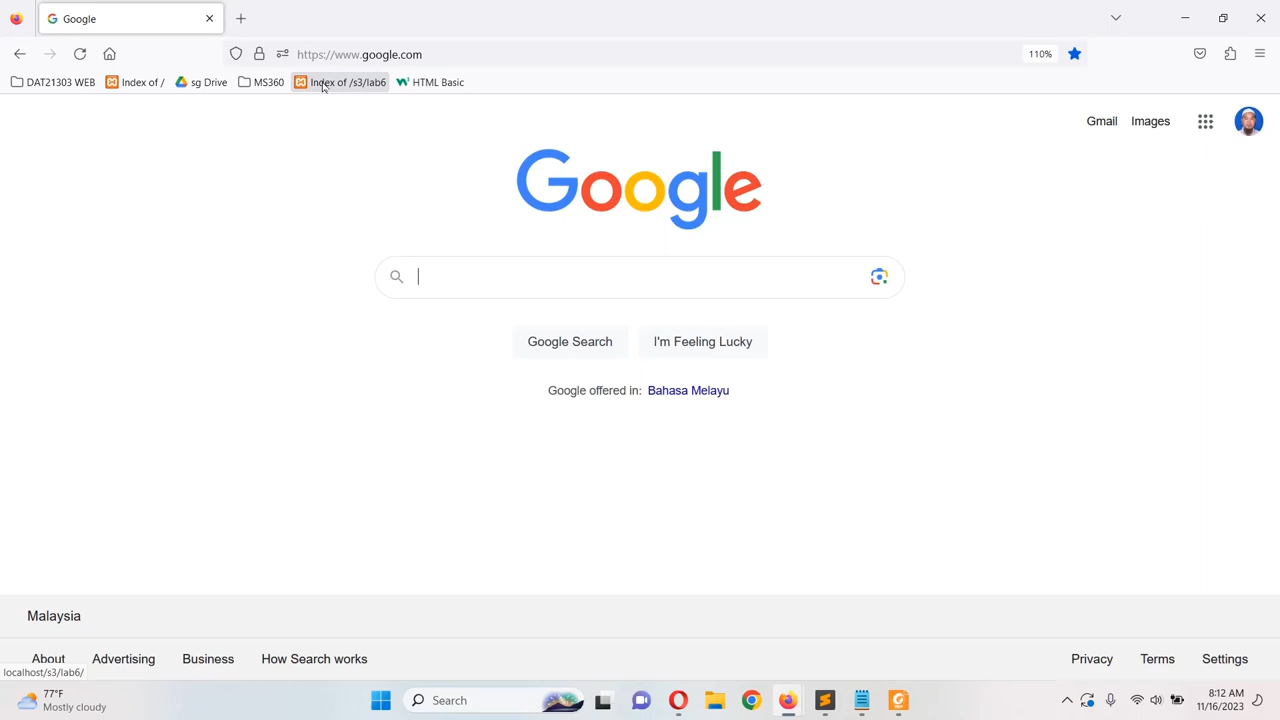 Google
https://www.google.com
110%
DAT21303 WEB
Index of /
sg Drive
MS360
Index of /s3/lab6
HTML Basic
Gmail
Images
Google
Google Search
I'm Feeling Lucky
Google offered in: Bahasa Melayu
Malaysia
About
Advertising
Business
How Search works
Privacy
Terms
Settings
localhost/s3/lab6/
77°F
Mostly cloudy
Search
8:12 AM
11/16/2023